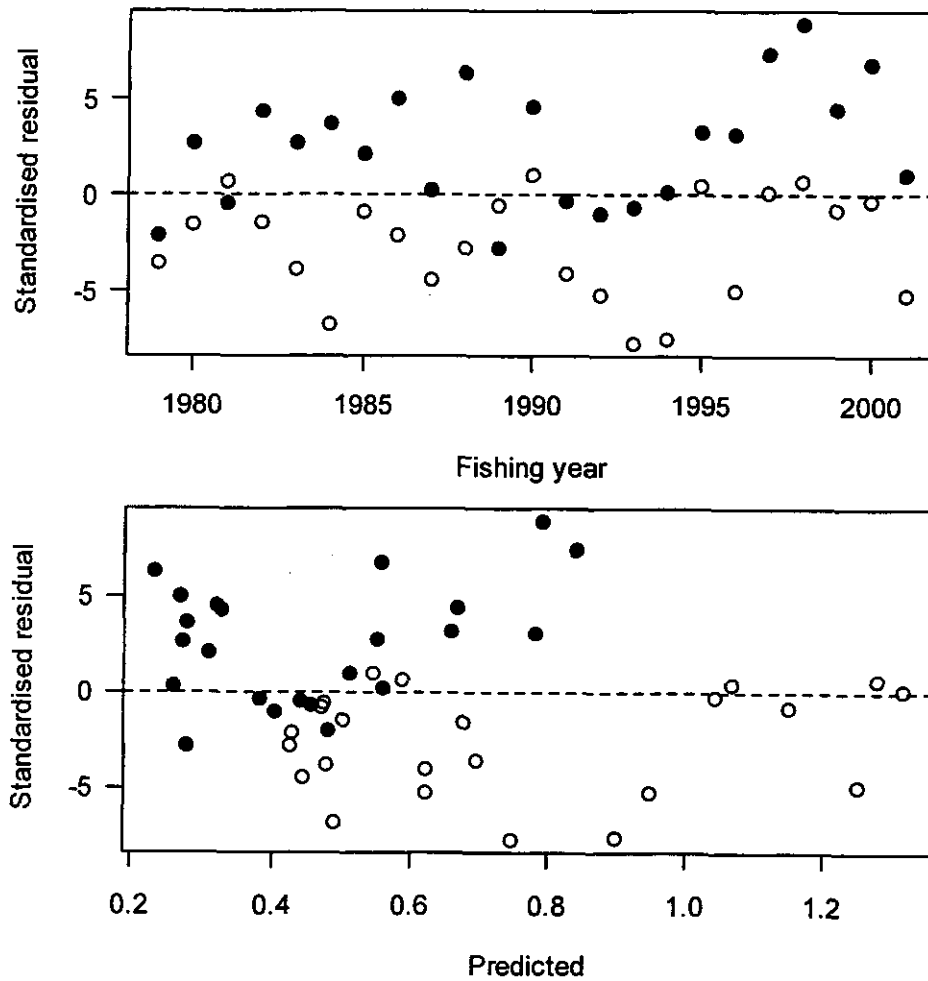 Standardised residual
5
0
-5
1980 1985 1990 1995 2000
Fishing year
Standardised residual
5
0
-5
0.2 0.4 0.6 0.8 1.0 1.2
Predicted